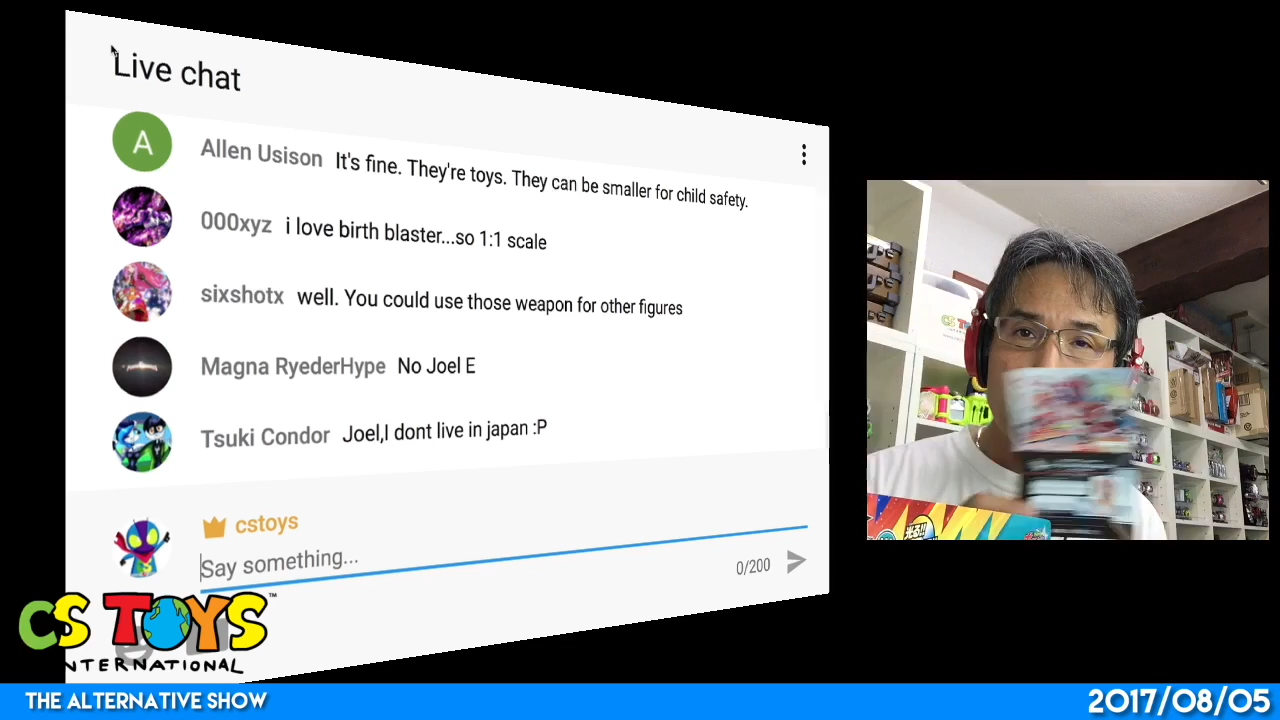 Live chat
A
Allen Usison It's fine. They're toys. They can be smaller for child safety.
000xyz i love birth blaster...so 1:1 scale
sixshotx well. You could use those weapon for other figures
Magna RyederHype No Joel E
Tsuki Condor Joel,I dont live in japan :P
cstoys
Say something...
0/200
CS TOYS™
INTERNATIONAL
光る!!
THE ALTERNATIVE SHOW
2017/08/05